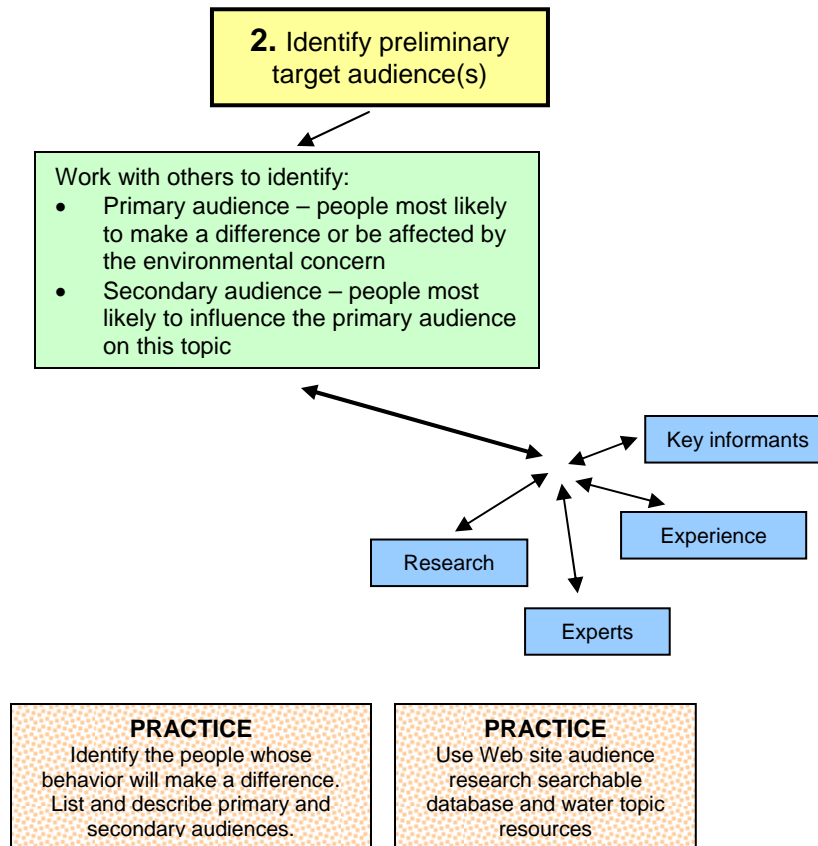 2. Identify preliminary
target audience(s)
Work with others to identify:
• Primary audience – people most likely
to make a difference or be affected by
the environmental concern
• Secondary audience – people most
likely to influence the primary audience
on this topic
Key informants
Experience
Research
Experts
PRACTICE
Identify the people whose
behavior will make a difference.
List and describe primary and
secondary audiences.
PRACTICE
Use Web site audience
research searchable
database and water topic
resources